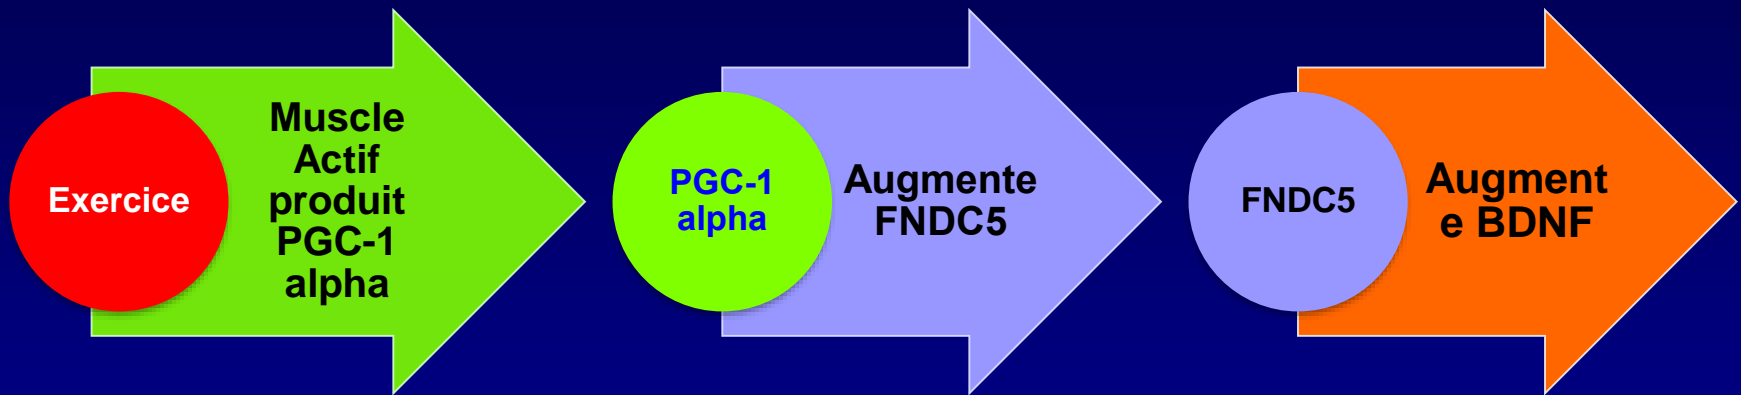 Exercice
Muscle
Actif
produit
PGC-1
alpha
PGC-1
alpha
Augmente
FNDC5
FNDC5
Augment
e BDNF